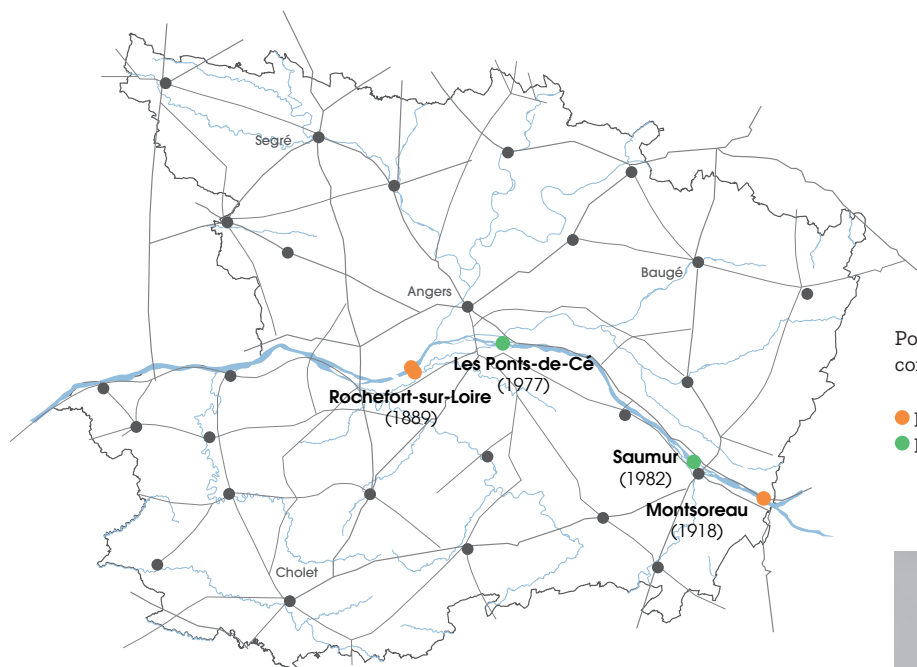 Segré
Baugé
Angers
Les Ponts-de-Cé
(1977)
Rochefort-sur-Loire
(1889)
Saumur
(1982)
Montsoreau
(1918)
Cholet